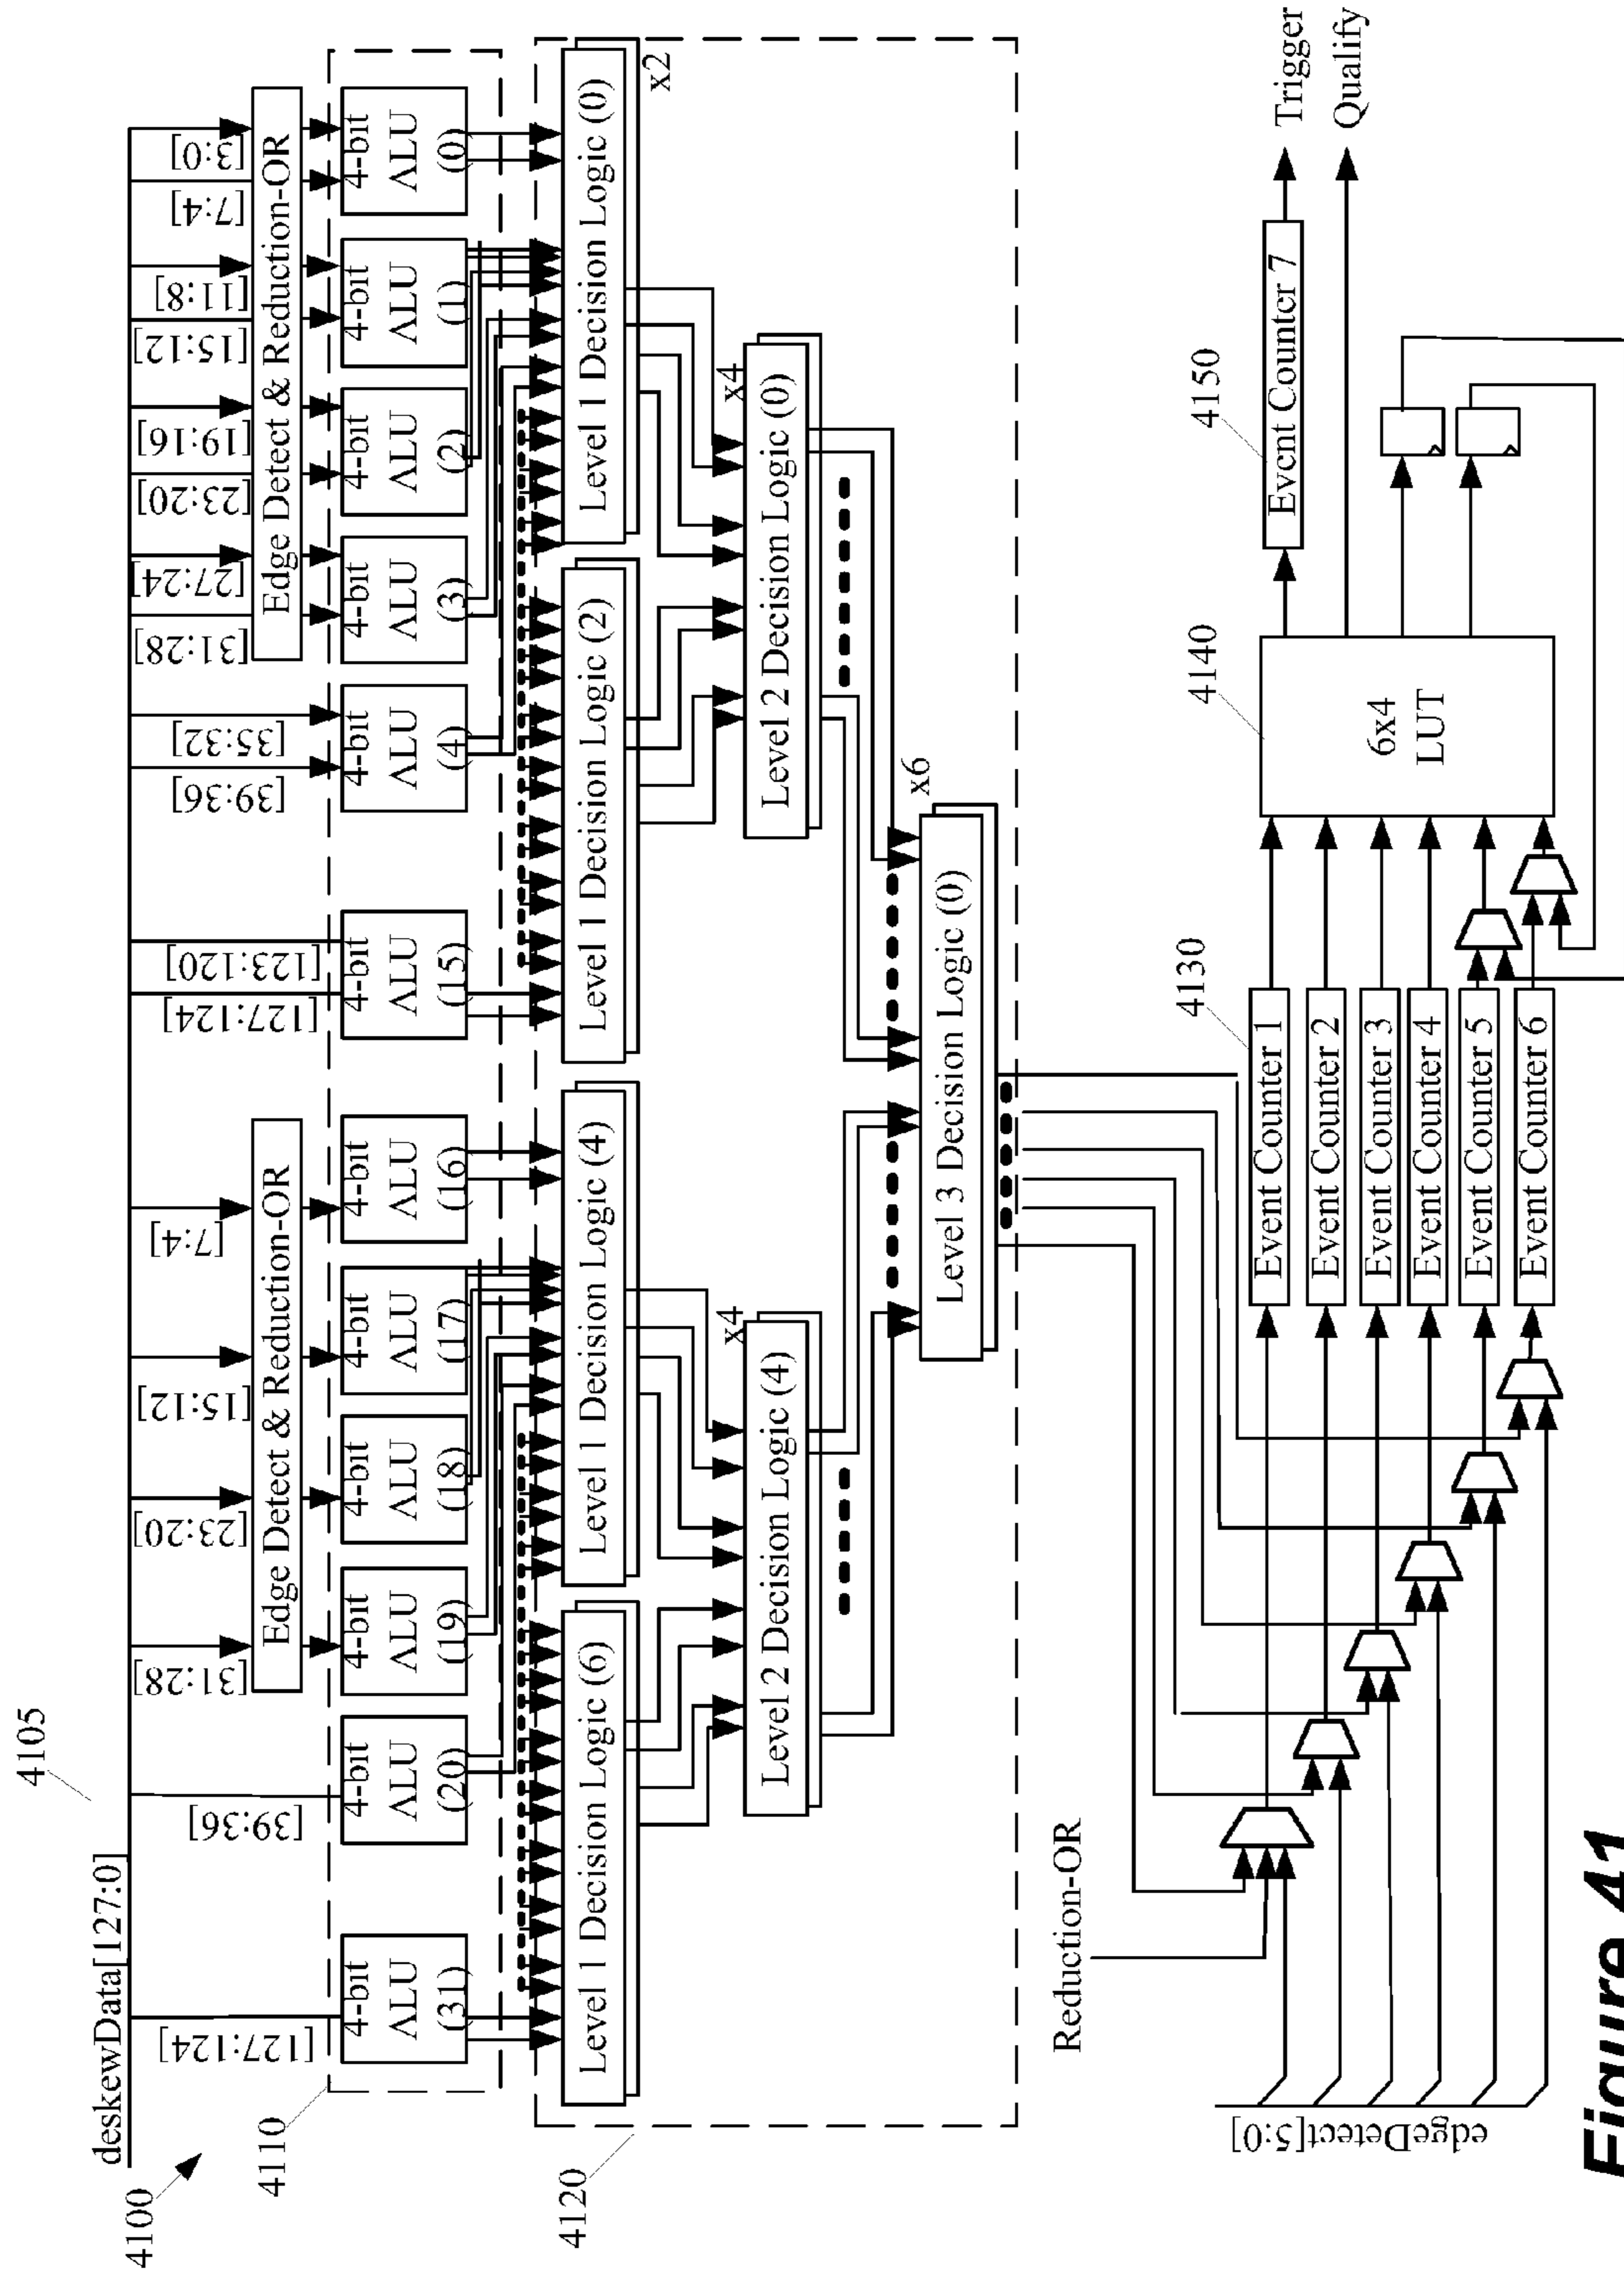 4105
deskewData[127:0]
4100
[127:124]
[39:36]
[31:28]
[23:20]
[15:12]
[7:4]
[127:124]
[123:120]
[39:36]
[35:32]
[31:28]
[27:24]
[23:20]
[19:16]
[15:12]
[11:8]
[7:4]
[3:0]
Edge Detect & Reduction-OR
Edge Detect & Reduction-OR
4110
4-bit
ALU
(31)
4-bit
ALU
(20)
4-bit
ALU
(19)
4-bit
ALU
(18)
4-bit
ALU
(17)
4-bit
ALU
(16)
4-bit
ALU
(15)
4-bit
ALU
(4)
4-bit
ALU
(3)
4-bit
ALU
(2)
4-bit
ALU
(1)
4-bit
ALU
(0)
4120
Level 1 Decision Logic (6)
Level 1 Decision Logic (4)
Level 1 Decision Logic (2)
Level 1 Decision Logic (0)
x2
Level 2 Decision Logic (4)
x4
Level 2 Decision Logic (0)
x4
Level 3 Decision Logic (0)
x6
Reduction-OR
edgeDetect[5:0]
4130
Event Counter 1
Event Counter 2
Event Counter 3
Event Counter 4
Event Counter 5
Event Counter 6
4140
6x4
LUT
4150
Event Counter 7
Trigger
Qualify
Figure 41